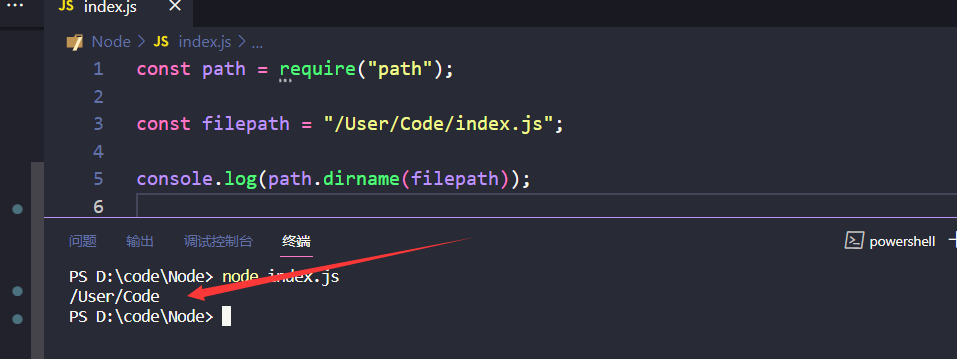 ... JS index.js ×
Node > JS index.js > ...
1 const path = require("path");
2
3 const filepath = "/User/Code/index.js";
4
5 console.log(path.dirname(filepath));
6
问题 输出 调试控制台 终端 powershell +
PS D:\code\Node> node index.js
/User/Code
PS D:\code\Node>